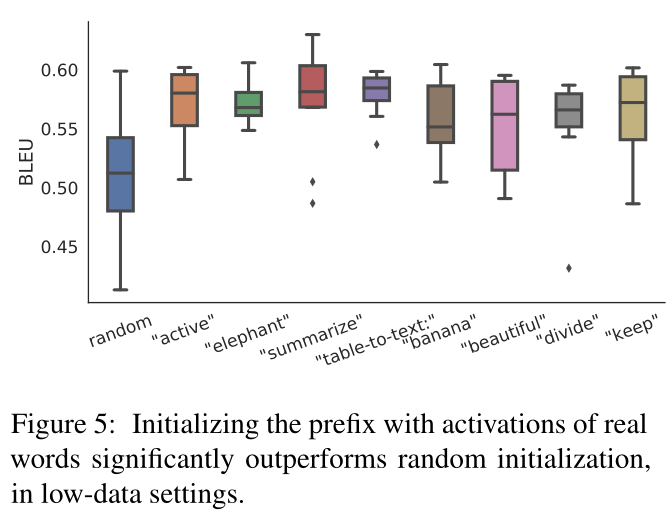 0.60
0.55
0.50
0.45
BLEU
random
"active"
"elephant"
"summarize"
"table-to-text:"
"banana"
"beautiful"
"divide"
"keep"
Figure 5: Initializing the prefix with activations of real
words significantly outperforms random initialization,
in low-data settings.